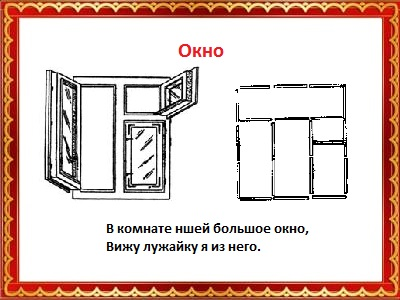 Окно
В комнате ншей большое окно,
Вижу лужайку я из него.